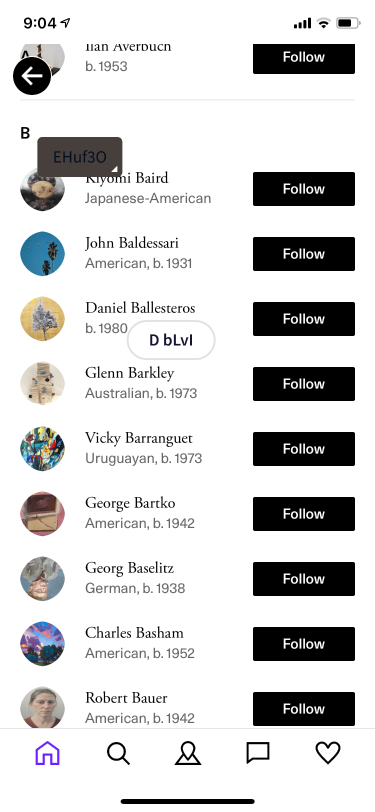 9:04
Ilan Averbuch
b. 1953
Follow
B
EHuf3O
Kiyomi Baird
Japanese-American
Follow
John Baldessari
American, b. 1931
Follow
Daniel Ballesteros
b. 1980
Follow
D bLvI
Glenn Barkley
Australian, b. 1973
Follow
Vicky Barranguet
Uruguayan, b. 1973
Follow
George Bartko
American, b. 1942
Follow
Georg Baselitz
German, b. 1938
Follow
Charles Basham
American, b. 1952
Follow
Robert Bauer
American, b. 1942
Follow